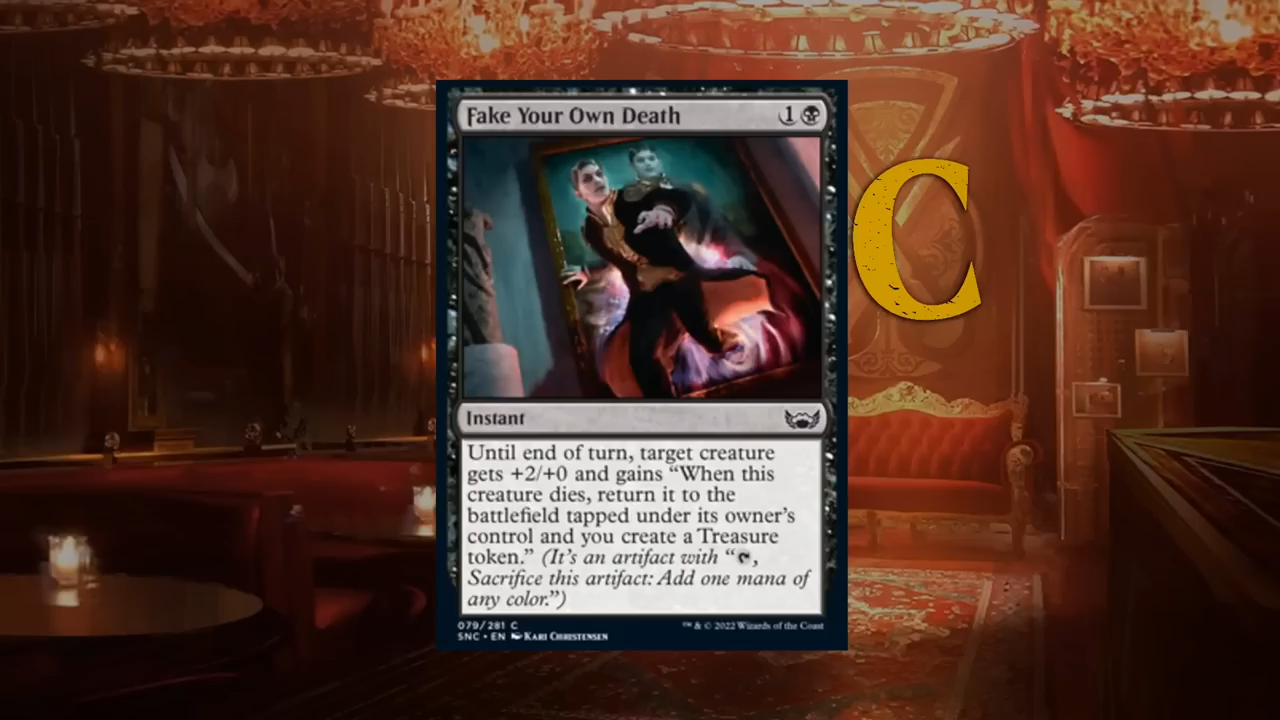 Fake Your Own Death 1
C
Instant
Until end of turn, target creature
gets +2/+0 and gains “When this
creature dies, return it to the
battlefield tapped under its owner’s
control and you create a Treasure
token.” (It’s an artifact with “
,
Sacrifice this artifact: Add one mana of
any color.”)
079/281 C
SNC • EN KARI CHRISTENSEN
™ & © 2022 Wizards of the Coast